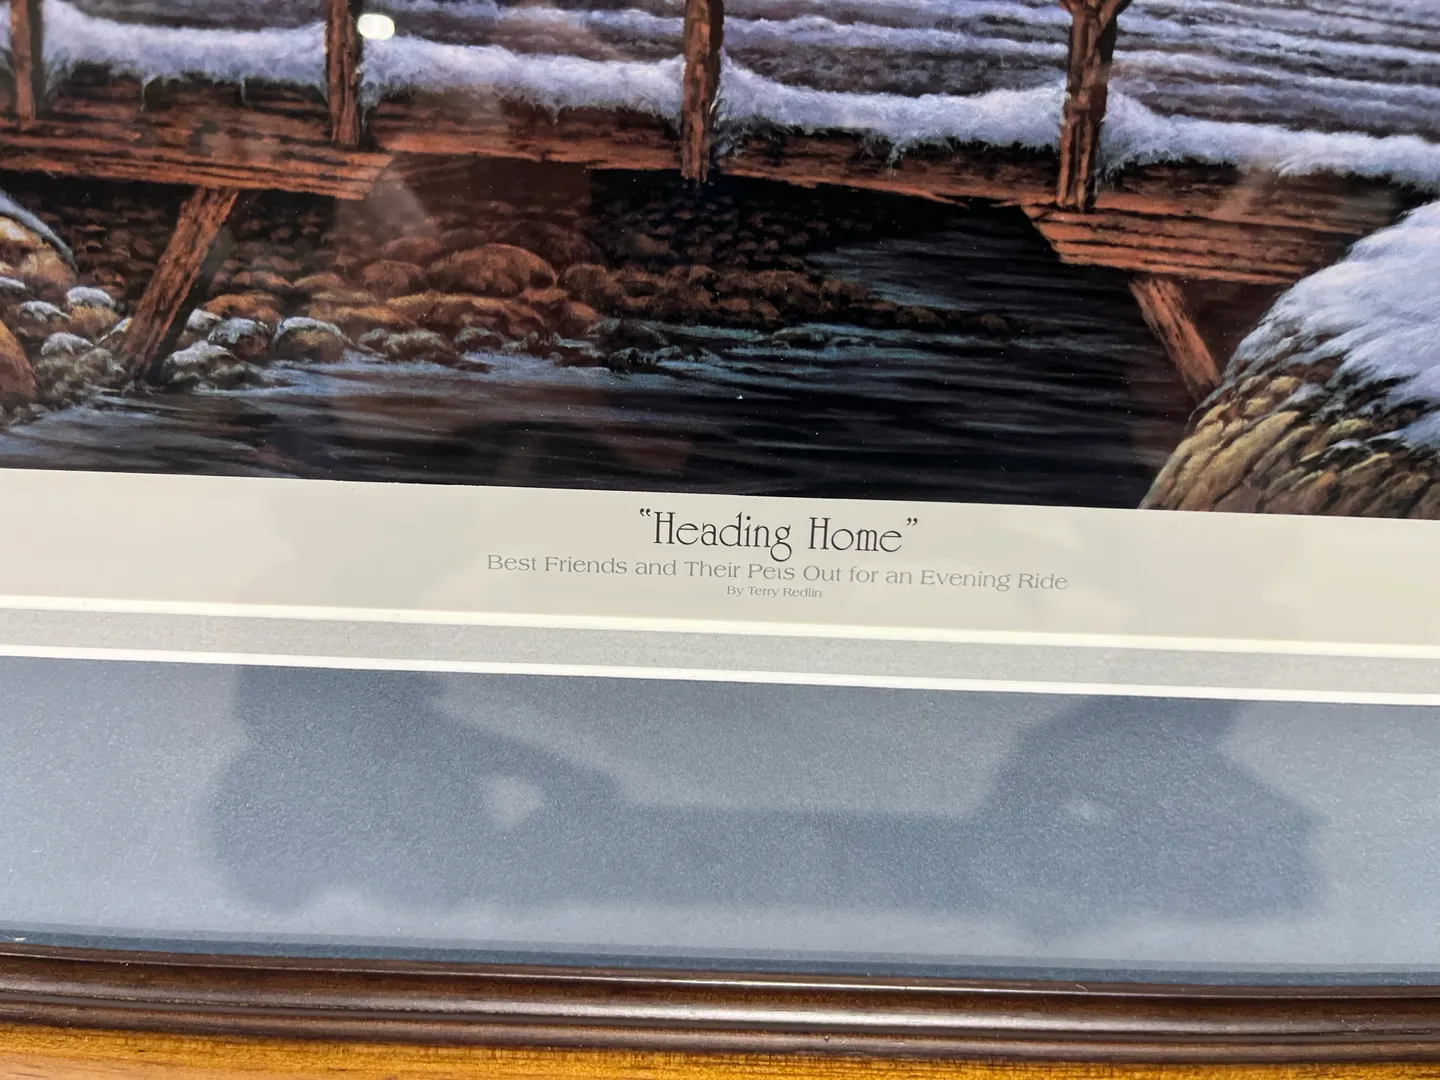 “Heading Home”
Best Friends and Their Pets Out for an Evening Ride
By Terry Redlin